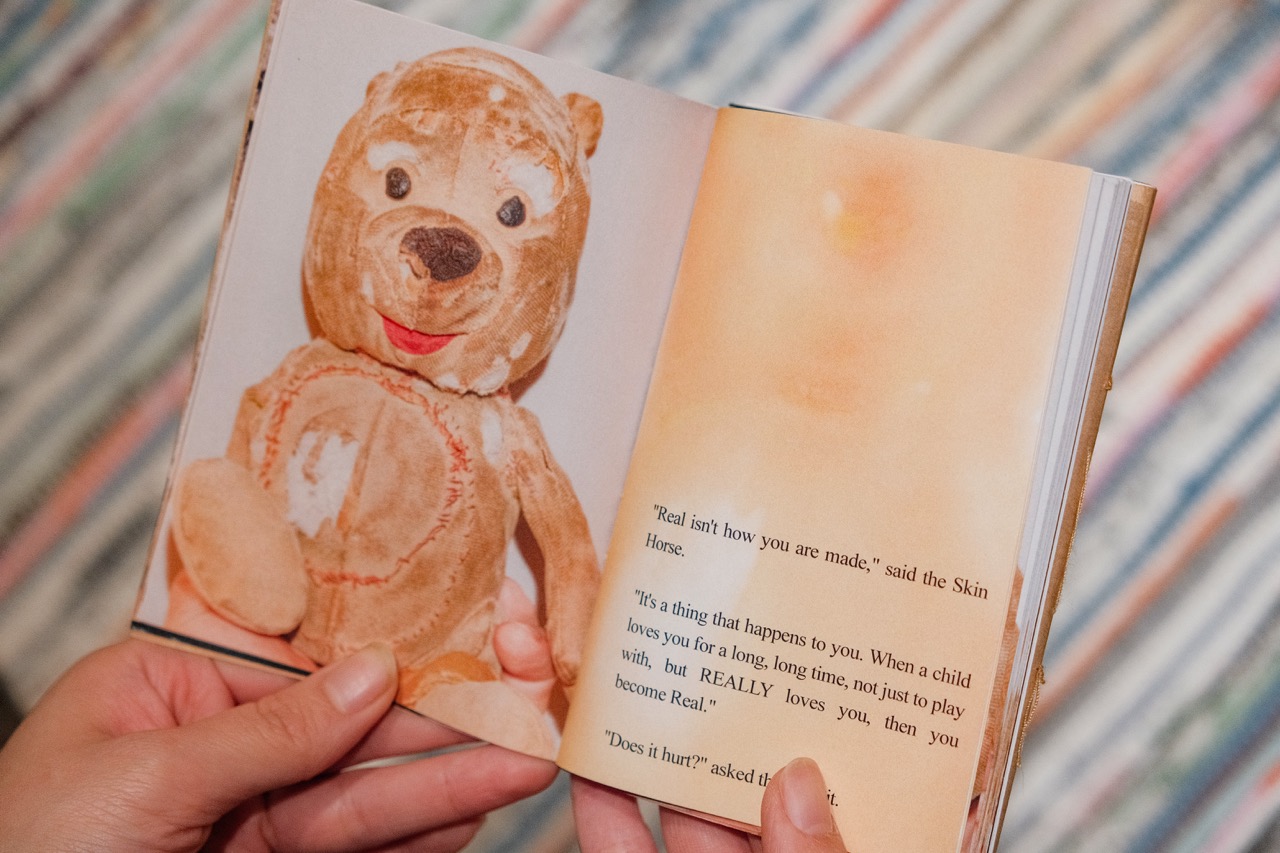 "Real isn't how you are made," said the Skin
Horse.
"It's a thing that happens to you. When a child
loves you for a long, long time, not just to play
with, but REALLY loves you, then you
become Real."
"Does it hurt?" asked